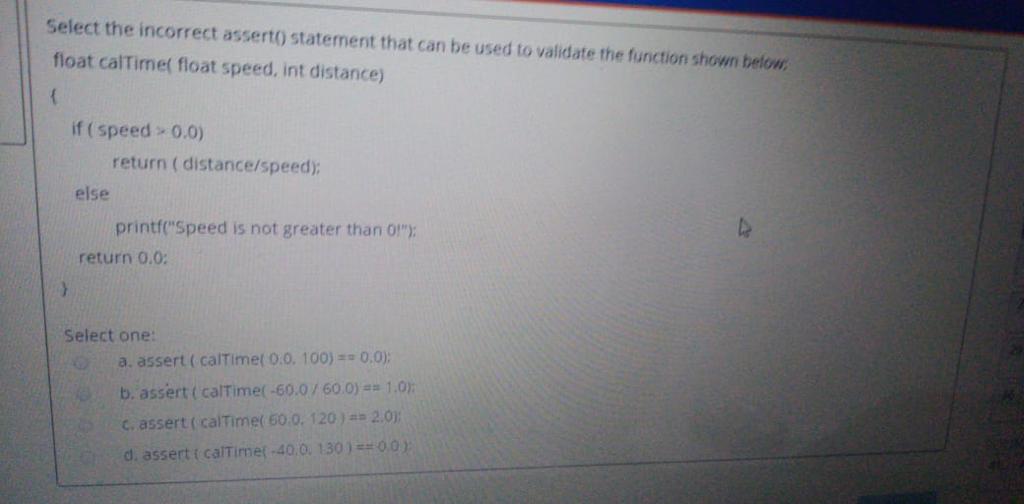 Select the incorrect assert() statement that can be used to validate the function shown below;
float calTime( float speed, int distance)
{
if ( speed > 0.0)
return ( distance/speed);
else
printf("Speed is not greater than 0!");
return 0.0;
}
Select one:
a. assert ( calTime( 0.0, 100) == 0.0);
b. assert ( calTime( -60.0 / 60.0) == 1.0);
c. assert ( calTime( 60.0, 120 ) == 2.0);
d. assert ( calTime( -40.0, 130 ) == 0.0 );